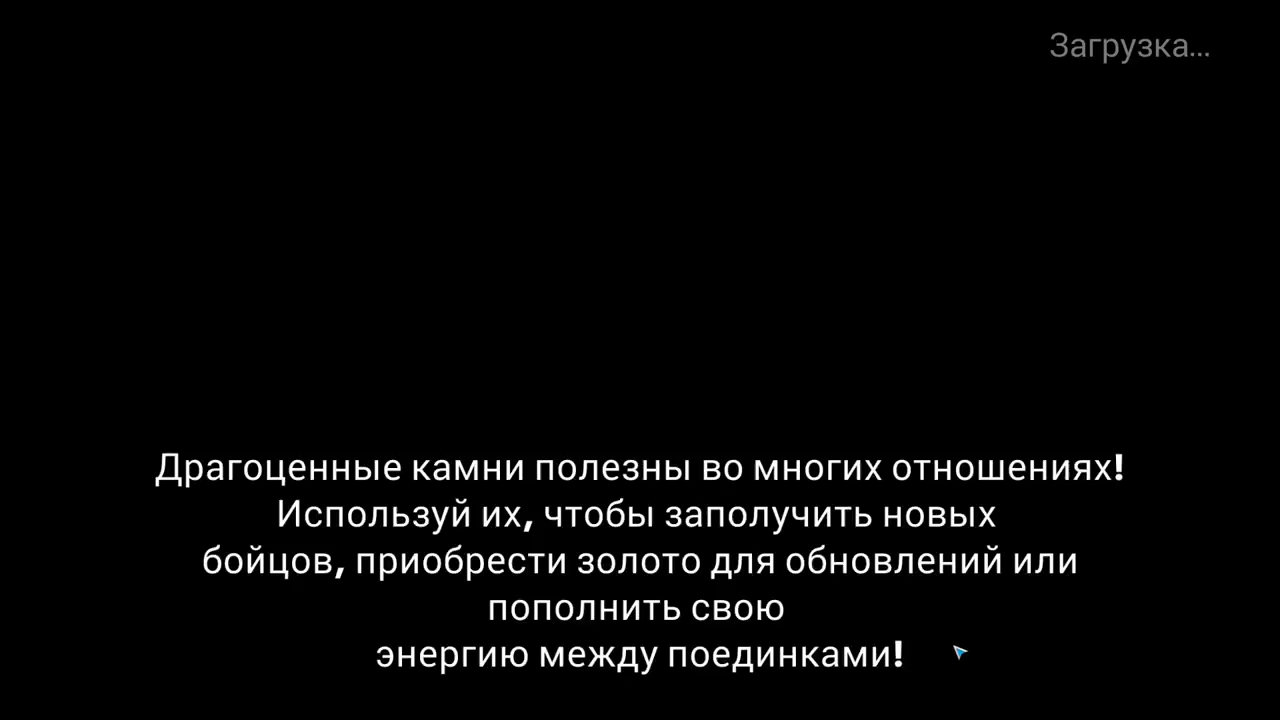 Загрузка...
Драгоценные камни полезны во многих отношениях!
Используй их, чтобы заполучить новых
бойцов, приобрести золото для обновлений или
пополнить свою
энергию между поединками!